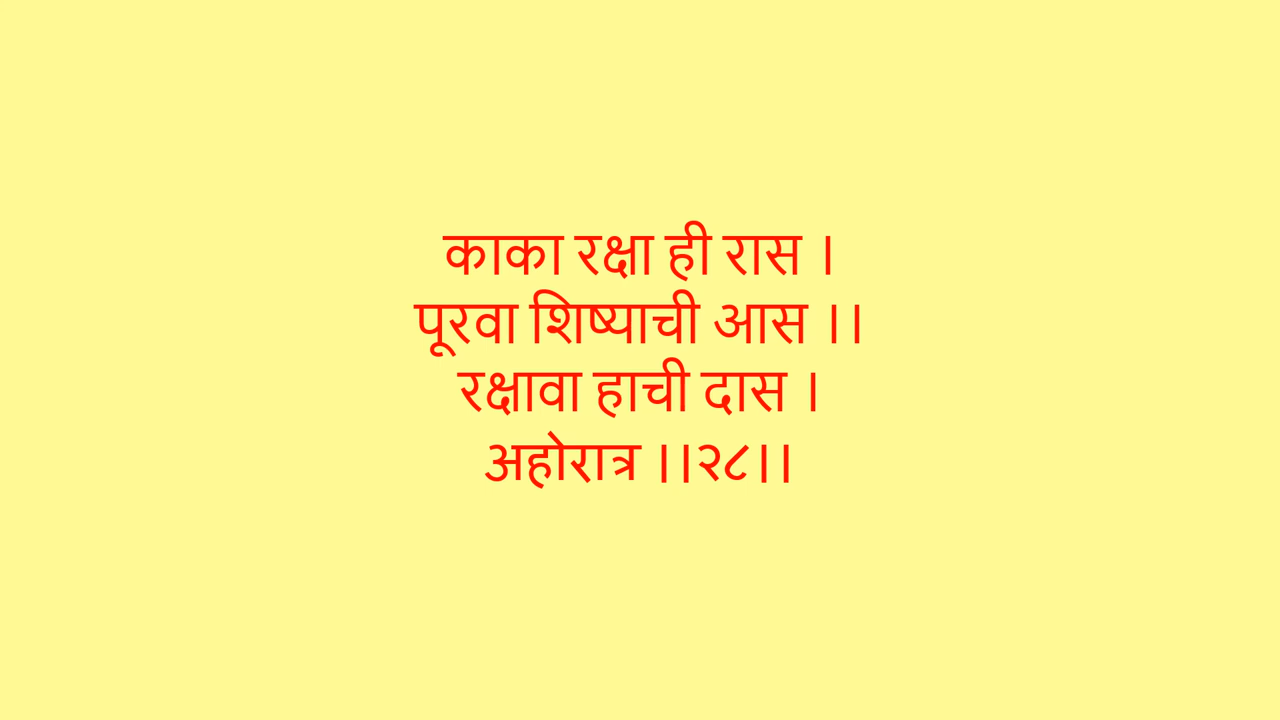 काका रक्षा ही रास ।
पूरवा शिष्याची आस ।।
रक्षावा हाची दास ।
अहोरात्र ।।२८।।